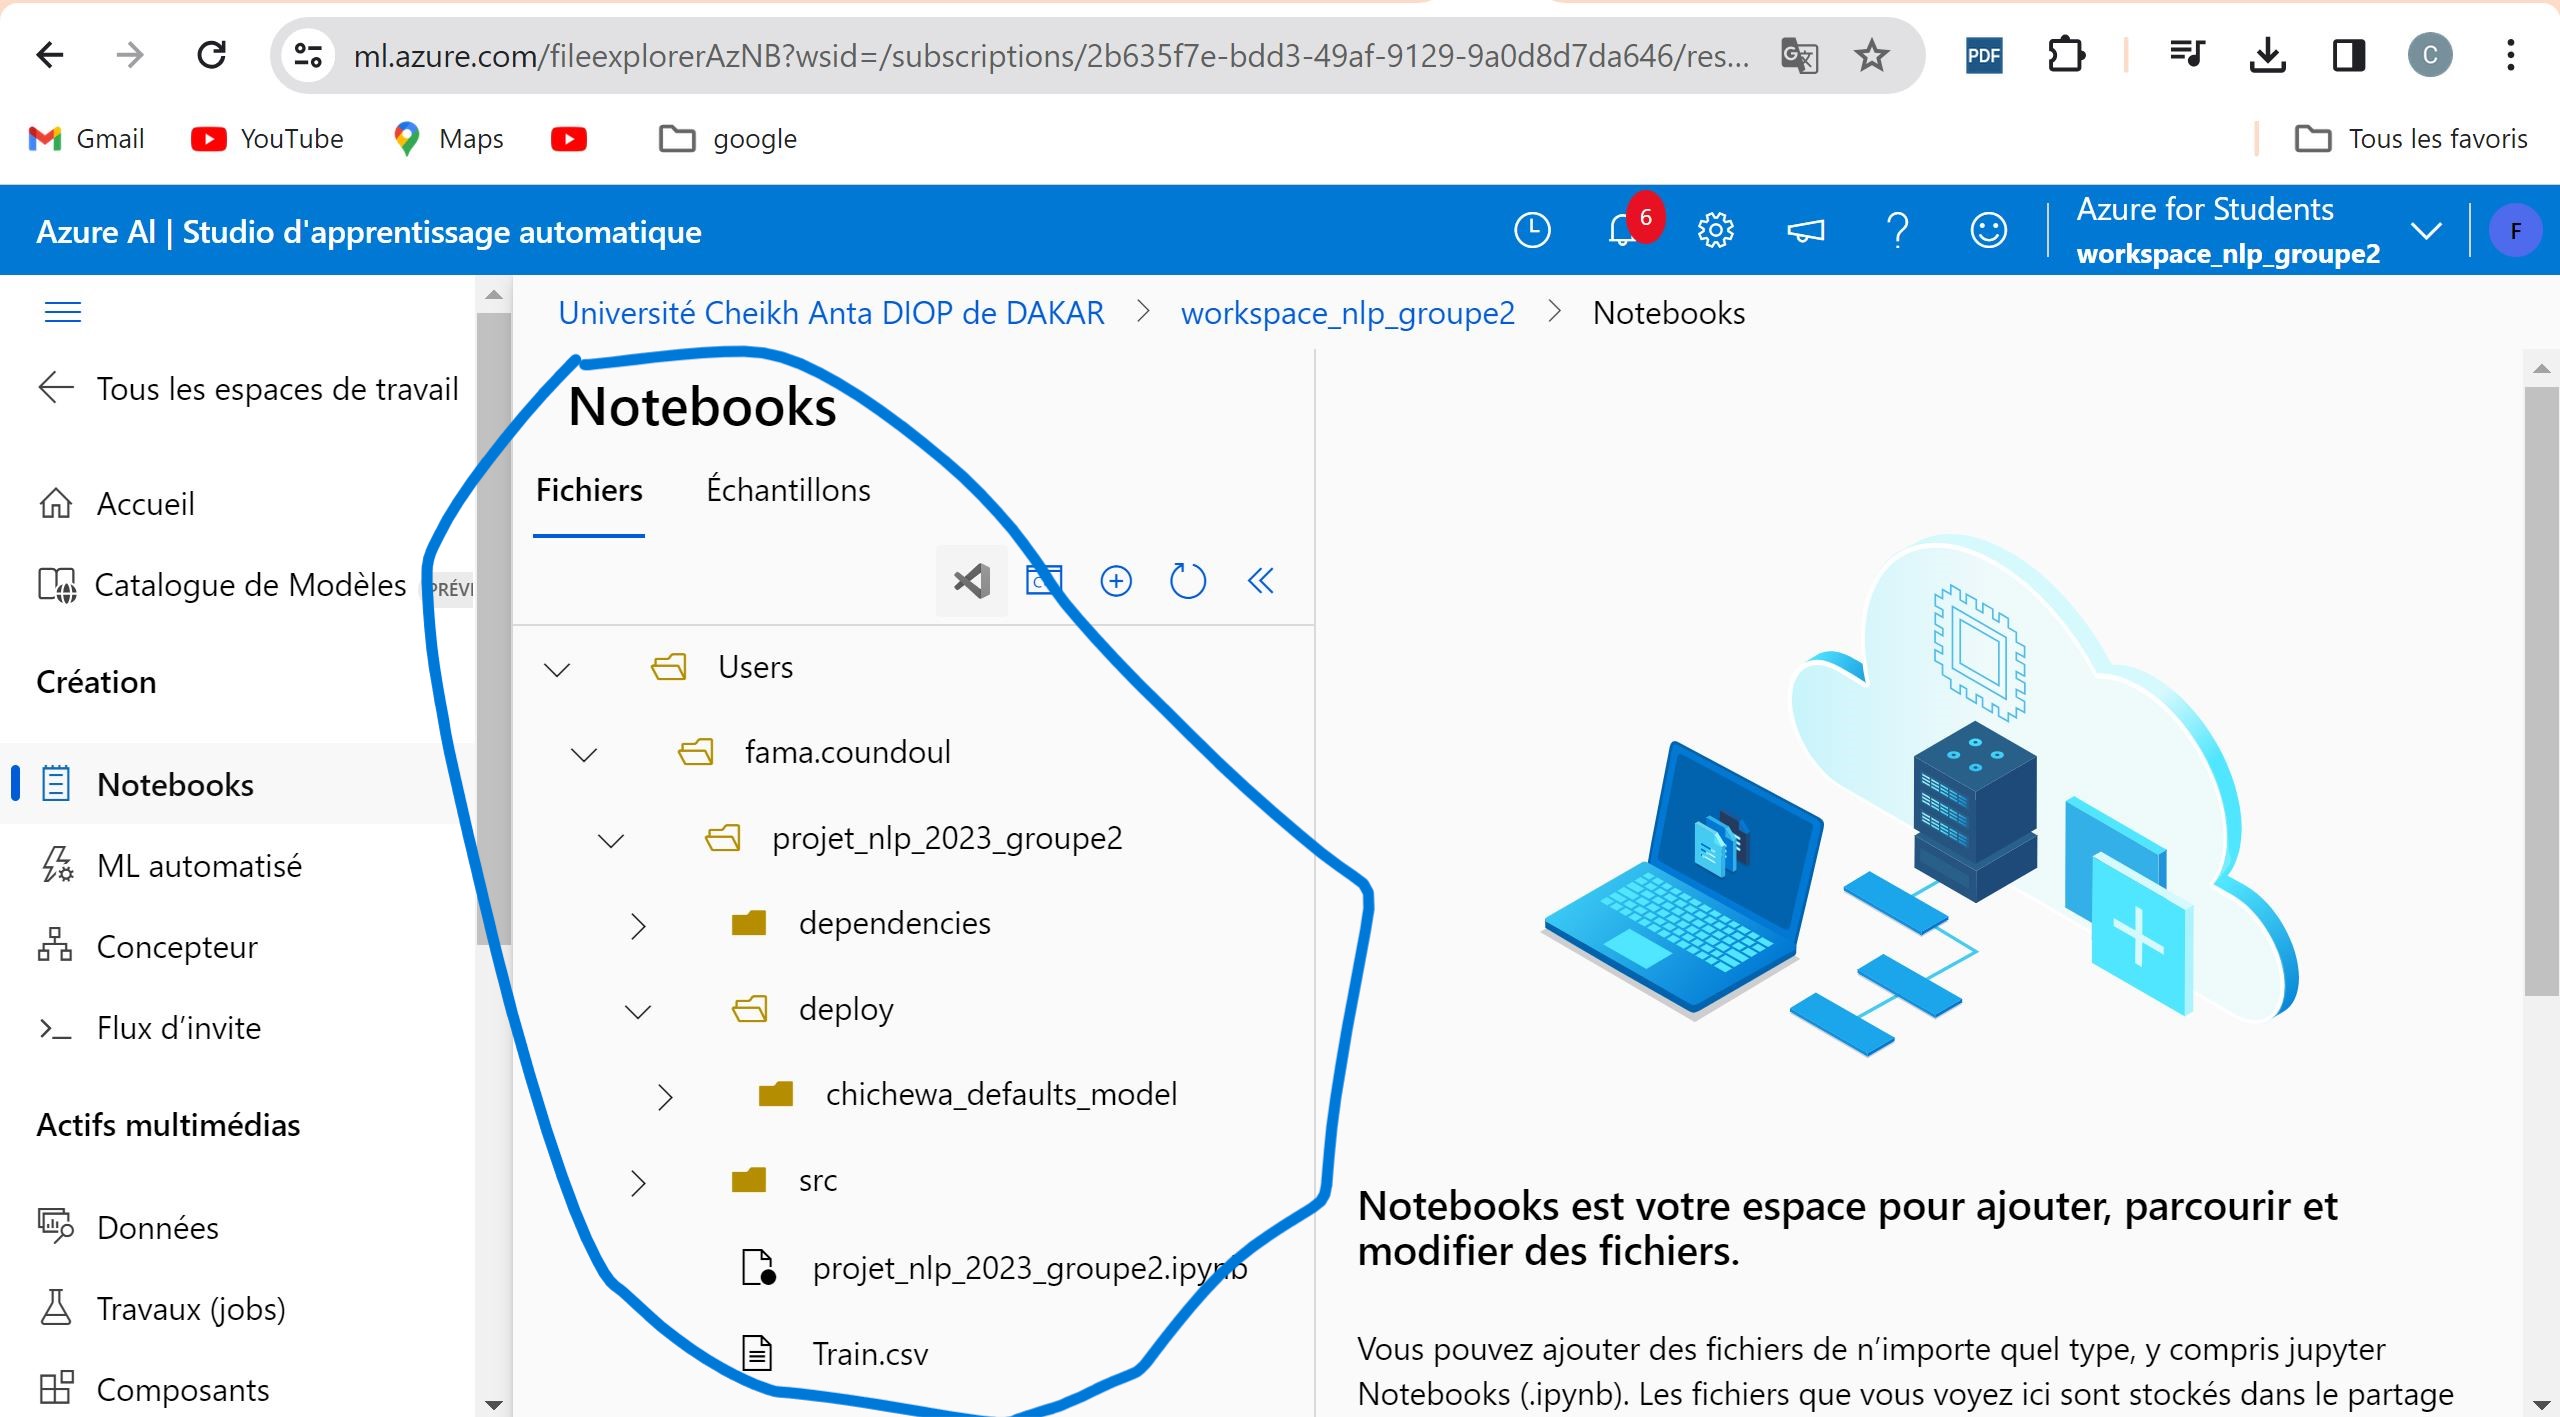 ml.azure.com/fileexplorerAzNB?wsid=/subscriptions/2b635f7e-bdd3-49af-9129-9a0d8d7da646/res...
PDF
C
Gmail
YouTube
Maps
google
Tous les favoris
Azure AI | Studio d'apprentissage automatique
6
Azure for Students
workspace_nlp_groupe2
F
Université Cheikh Anta DIOP de DAKAR > workspace_nlp_groupe2 > Notebooks
Tous les espaces de travail
Accueil
Catalogue de Modèles
PRÉVI
Création
Notebooks
ML automatisé
Concepteur
Flux d’invite
Actifs multimédias
Données
Travaux (jobs)
Composants
Notebooks
Fichiers
Échantillons
Users
fama.coundoul
projet_nlp_2023_groupe2
dependencies
deploy
chichewa_defaults_model
src
projet_nlp_2023_groupe2.ipynb
Train.csv
Notebooks est votre espace pour ajouter, parcourir et
modifier des fichiers.
Vous pouvez ajouter des fichiers de n’importe quel type, y compris jupyter
Notebooks (.ipynb). Les fichiers que vous voyez ici sont stockés dans le partage